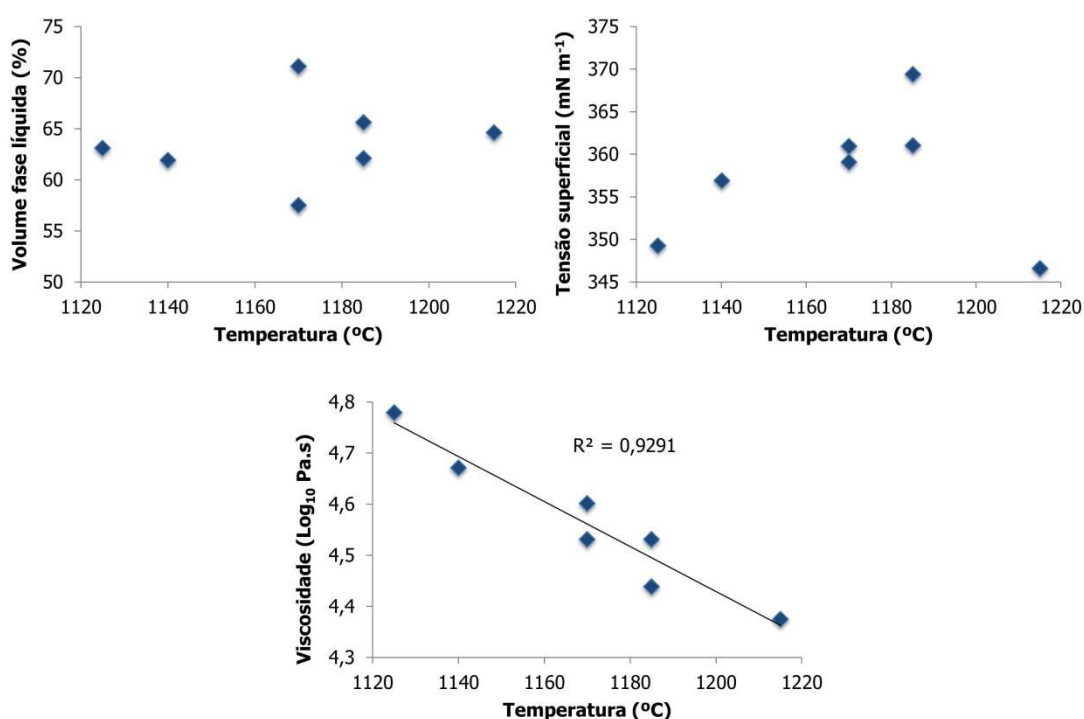 Volume fase líquida (%)
75
70
65
60
55
50
1120 1140 1160 1180 1200 1220
Temperatura (ºC)
Tensão superficial (mN m⁻¹)
375
370
365
360
355
350
345
1120 1140 1160 1180 1200 1220
Temperatura (ºC)
Viscosidade (Log₁₀ Pa.s)
4,8
4,7
4,6
4,5
4,4
4,3
R² = 0,9291
1120 1140 1160 1180 1200 1220
Temperatura (ºC)